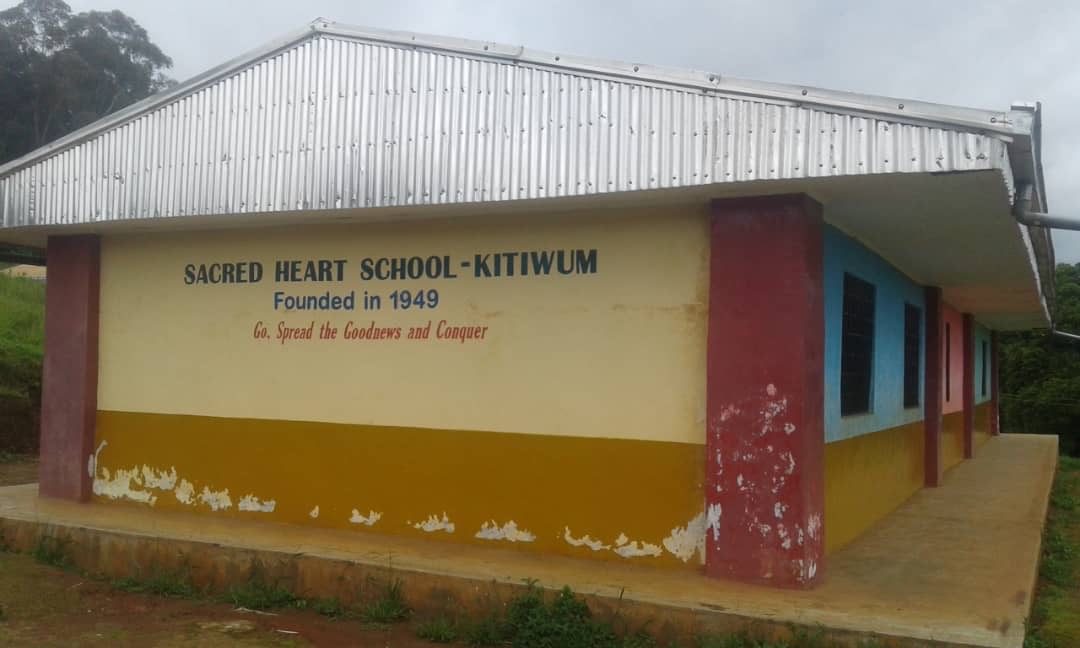 SACRED HEART SCHOOL-KITIWUM
Founded in 1949
Go, Spread the Goodnews and Conquer